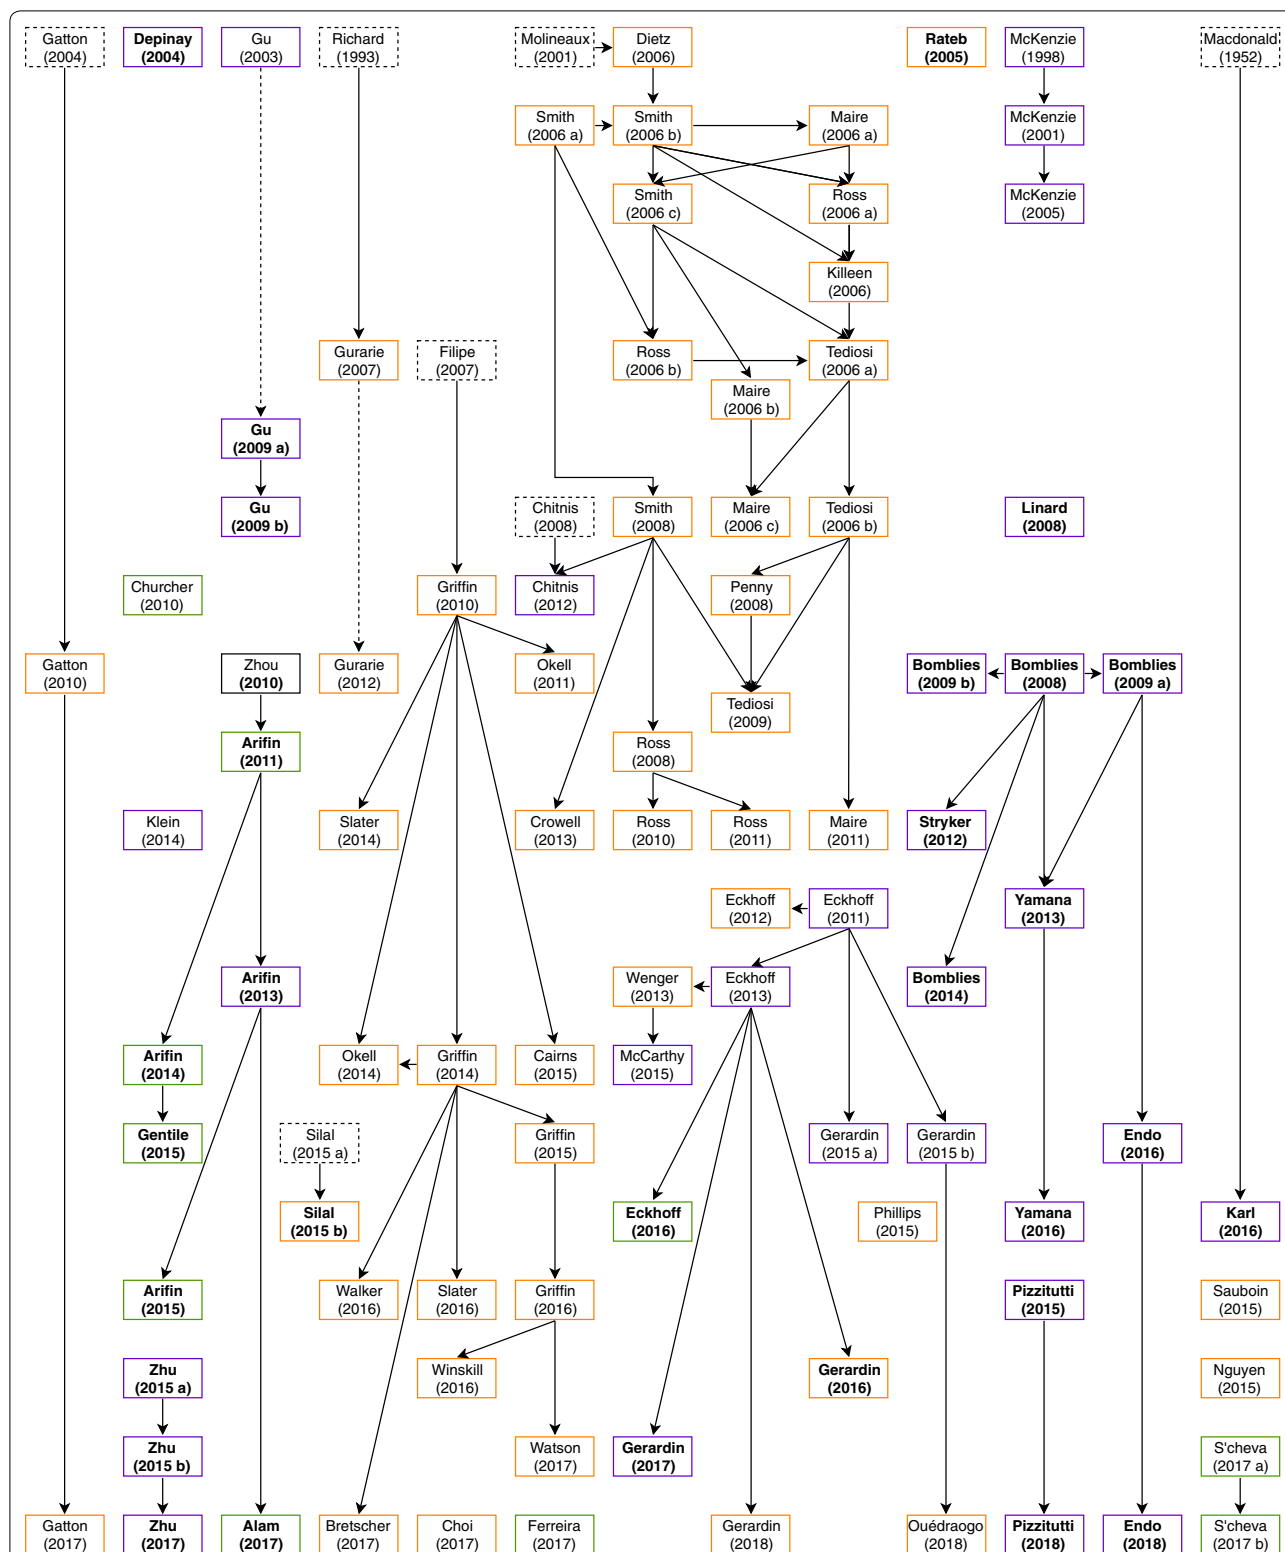 Gatton
(2004)
Depinay
(2004)
Gu
(2003)
Richard
(1993)
Molineaux
(2001)
Dietz
(2006)
Rateb
(2005)
McKenzie
(1998)
Macdonald
(1952)
Smith
(2006 a)
Smith
(2006 b)
Maire
(2006 a)
McKenzie
(2001)
Smith
(2006 c)
Ross
(2006 a)
McKenzie
(2005)
Killeen
(2006)
Gurarie
(2007)
Filipe
(2007)
Ross
(2006 b)
Tediosi
(2006 a)
Maire
(2006 b)
Gu
(2009 a)
Gu
(2009 b)
Chitnis
(2008)
Smith
(2008)
Maire
(2006 c)
Tediosi
(2006 b)
Linard
(2008)
Churcher
(2010)
Griffin
(2010)
Chitnis
(2012)
Penny
(2008)
Gatton
(2010)
Zhou
(2010)
Gurarie
(2012)
Okell
(2011)
Bomblies
(2009 b)
Bomblies
(2008)
Bomblies
(2009 a)
Tediosi
(2009)
Arifin
(2011)
Ross
(2008)
Klein
(2014)
Slater
(2014)
Crowell
(2013)
Ross
(2010)
Ross
(2011)
Maire
(2011)
Stryker
(2012)
Eckhoff
(2012)
Eckhoff
(2011)
Yamana
(2013)
Arifin
(2013)
Wenger
(2013)
Eckhoff
(2013)
Bomblies
(2014)
Arifin
(2014)
Okell
(2014)
Griffin
(2014)
Cairns
(2015)
McCarthy
(2015)
Gentile
(2015)
Silal
(2015 a)
Griffin
(2015)
Gerardin
(2015 a)
Gerardin
(2015 b)
Endo
(2016)
Silal
(2015 b)
Eckhoff
(2016)
Phillips
(2015)
Yamana
(2016)
Karl
(2016)
Arifin
(2015)
Walker
(2016)
Slater
(2016)
Griffin
(2016)
Pizzitutti
(2015)
Sauboin
(2015)
Zhu
(2015 a)
Winskill
(2016)
Gerardin
(2016)
Nguyen
(2015)
Zhu
(2015 b)
Watson
(2017)
Gerardin
(2017)
S'cheva
(2017 a)
Gatton
(2017)
Zhu
(2017)
Alam
(2017)
Bretscher
(2017)
Choi
(2017)
Ferreira
(2017)
Gerardin
(2018)
Ouédraogo
(2018)
Pizzitutti
(2018)
Endo
(2018)
S'cheva
(2017 b)